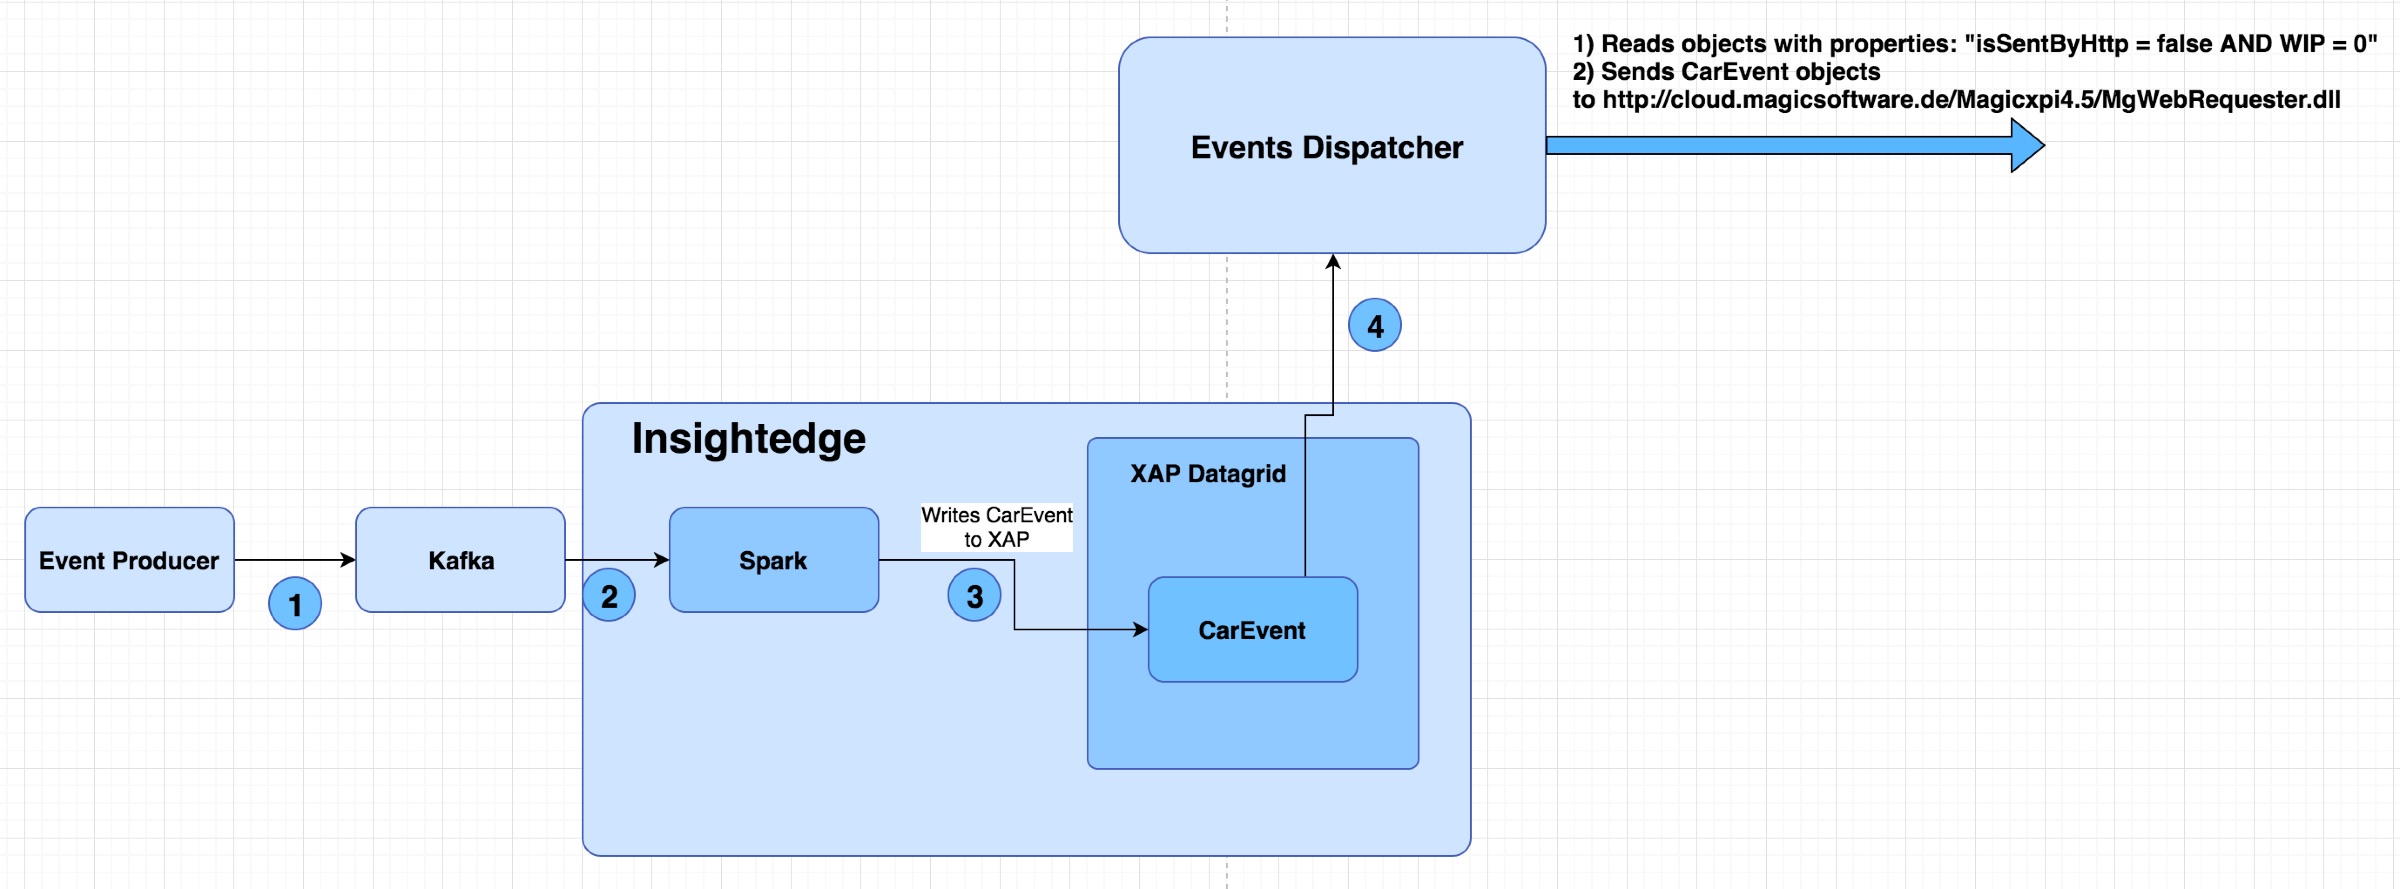 1) Reads objects with properties: "isSentByHttp = false AND WIP = 0"
2) Sends CarEvent objects
to http://cloud.magicsoftware.de/Magicxpi4.5/MgWebRequester.dll
Events Dispatcher
4
Insightedge
XAP Datagrid
Writes CarEvent
to XAP
Event Producer
Kafka
Spark
1
2
3
CarEvent